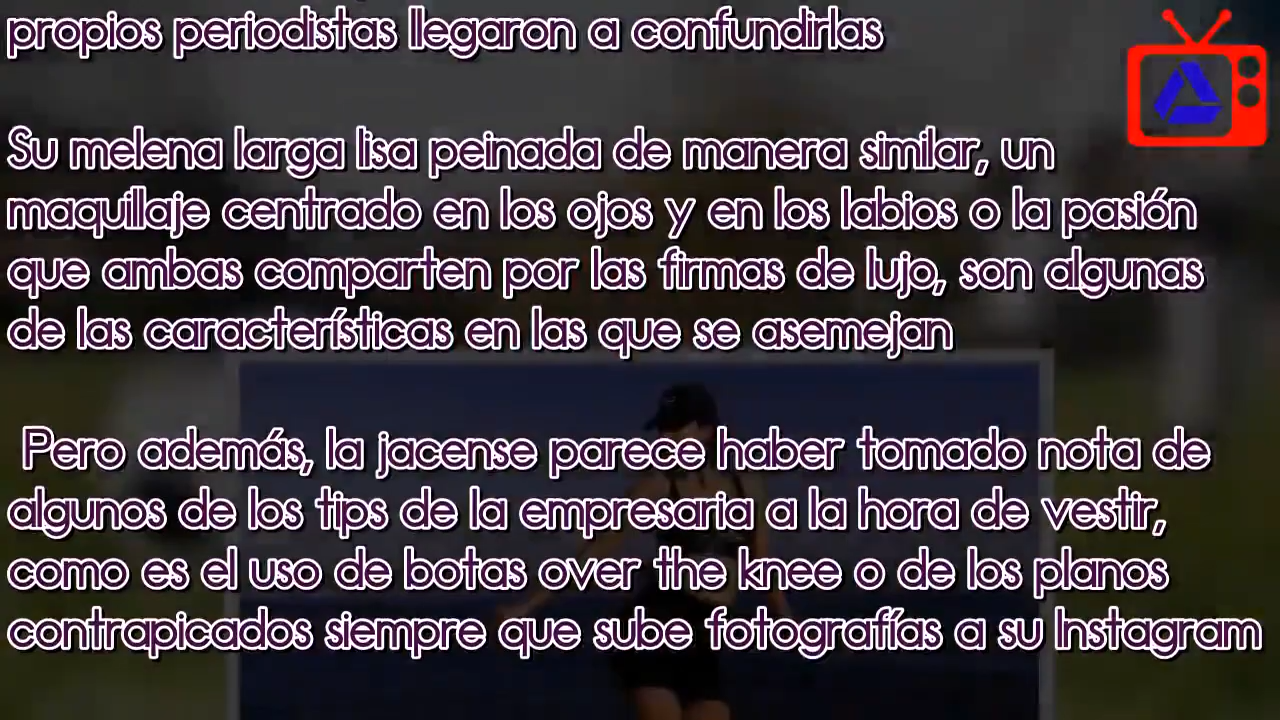 propios periodistas llegaron a confundirlas
Su melena larga lisa peinada de manera similar, un
maquillaje centrado en los ojos y en los labios o la pasión
que ambas comparten por las firmas de lujo, son algunas
de las características en las que se asemejan
Pero además, la jacense parece haber tomado nota de
algunos de los tips de la empresaria a la hora de vestir,
como es el uso de botas over the knee o de los planos
contrapicados siempre que sube fotografías a su Instagram